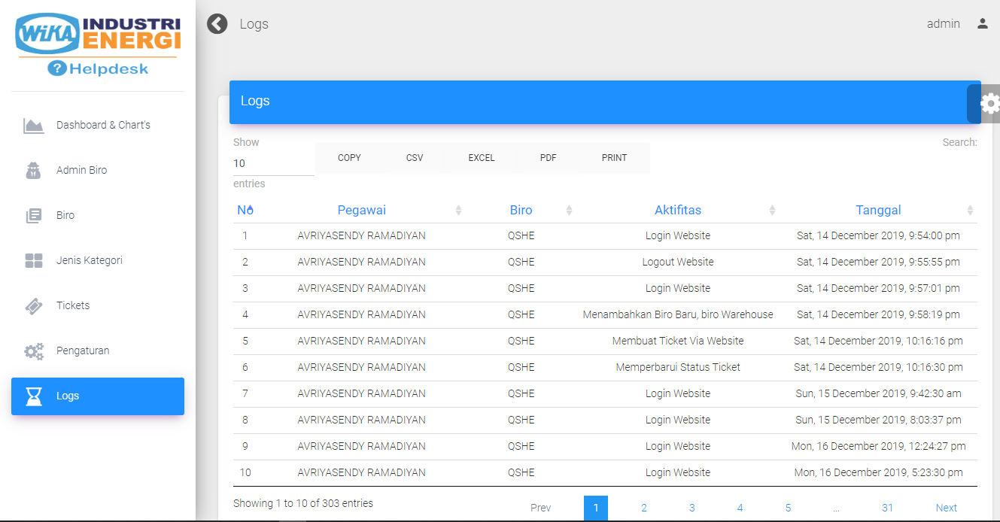 WiKA INDUSTRI ENERGI
? Helpdesk
Dashboard & Chart's
Admin Biro
Biro
Jenis Kategori
Tickets
Pengaturan
Logs
Logs
admin
Logs
Show
10
entries
COPY CSV EXCEL PDF PRINT
Search:
NO Pegawai Biro Aktifitas Tanggal
1 AVRIYASENDY RAMADIYAN QSHE Login Website Sat, 14 December 2019, 9:54:00 pm
2 AVRIYASENDY RAMADIYAN QSHE Logout Website Sat, 14 December 2019, 9:55:55 pm
3 AVRIYASENDY RAMADIYAN QSHE Login Website Sat, 14 December 2019, 9:57:01 pm
4 AVRIYASENDY RAMADIYAN QSHE Menambahkan Biro Baru, biro Warehouse Sat, 14 December 2019, 9:58:19 pm
5 AVRIYASENDY RAMADIYAN QSHE Membuat Ticket Via Website Sat, 14 December 2019, 10:16:16 pm
6 AVRIYASENDY RAMADIYAN QSHE Memperbarui Status Ticket Sat, 14 December 2019, 10:16:30 pm
7 AVRIYASENDY RAMADIYAN QSHE Login Website Sun, 15 December 2019, 9:42:30 am
8 AVRIYASENDY RAMADIYAN QSHE Login Website Sun, 15 December 2019, 8:03:37 pm
9 AVRIYASENDY RAMADIYAN QSHE Login Website Mon, 16 December 2019, 12:24:27 pm
10 AVRIYASENDY RAMADIYAN QSHE Login Website Mon, 16 December 2019, 5:23:30 pm
Showing 1 to 10 of 303 entries
Prev 1 2 3 4 5 … 31 Next